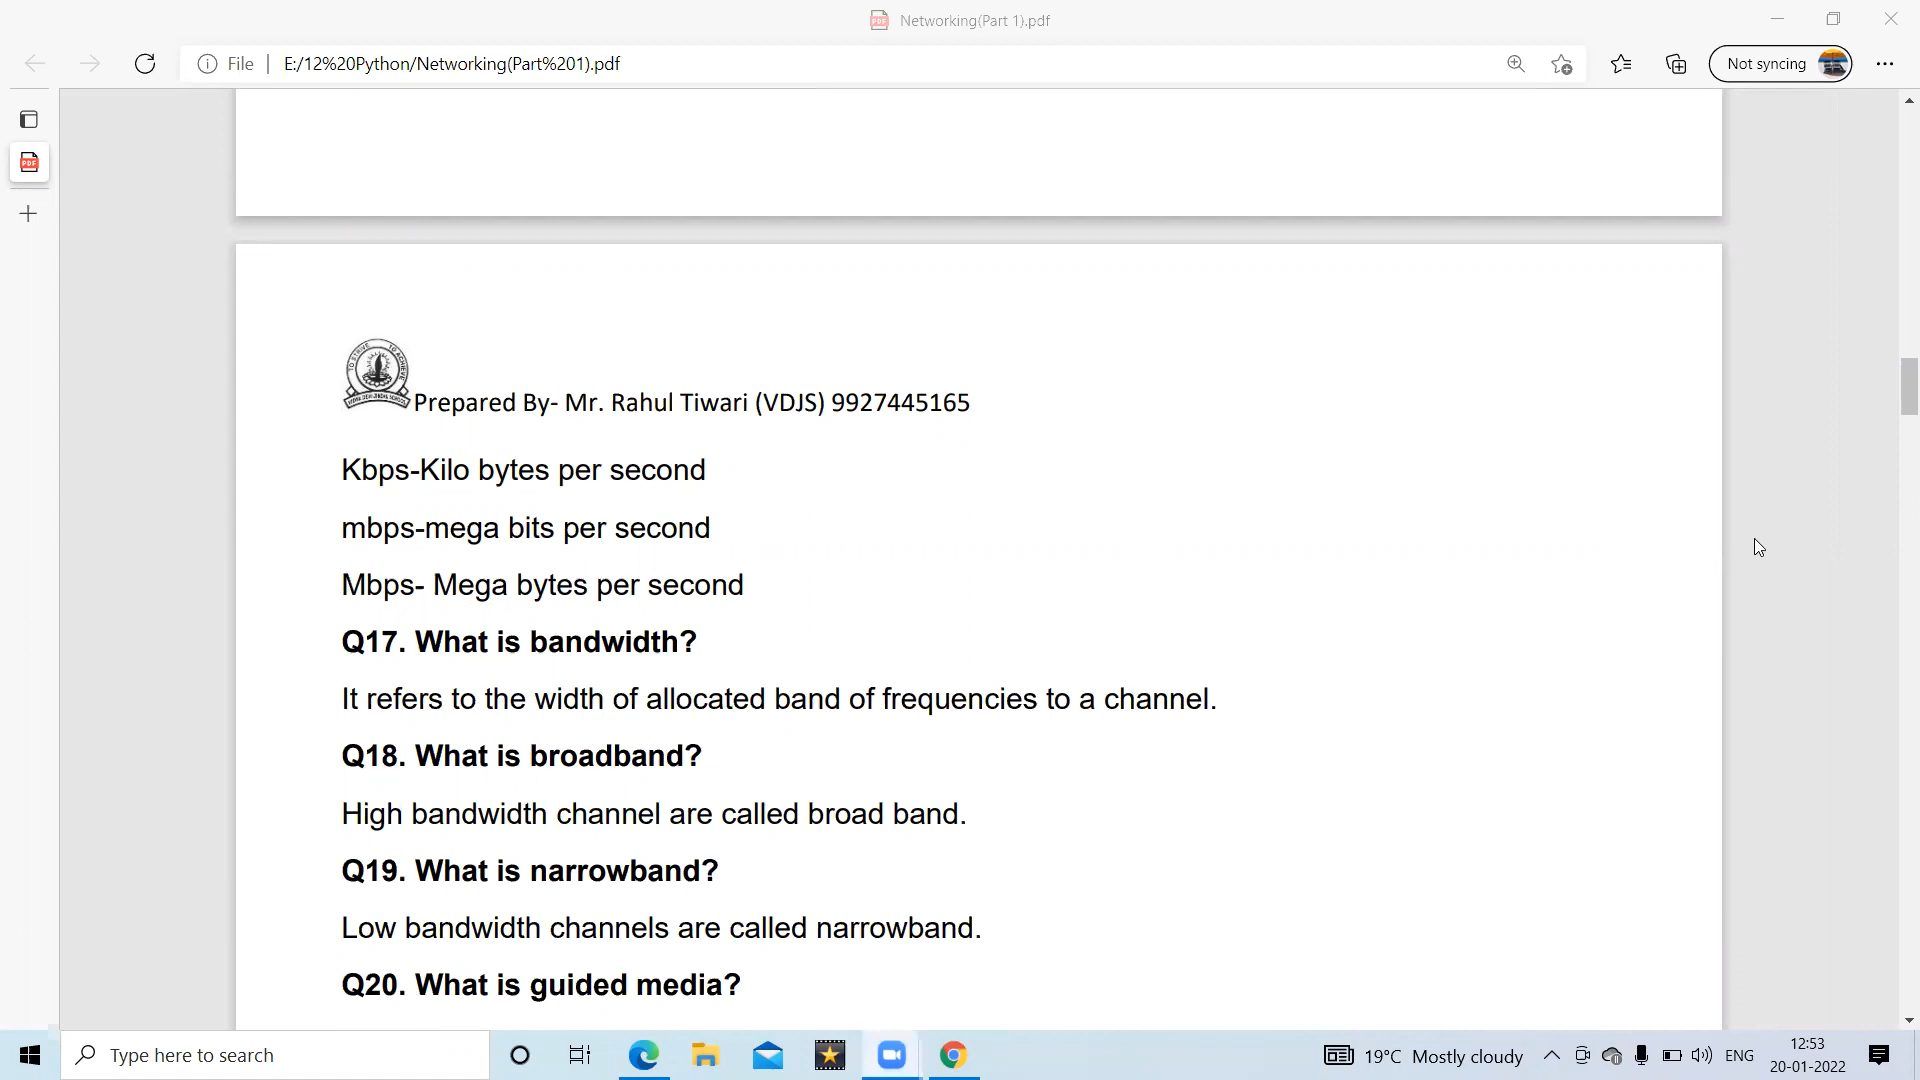 Networking(Part 1).pdf
File
E:/12%20Python/Networking(Part%201).pdf
Not syncing
TO STRIVE TO ACHIEVE
Prepared By- Mr. Rahul Tiwari (VDJS) 9927445165
Kbps-Kilo bytes per second
mbps-mega bits per second
Mbps- Mega bytes per second
Q17. What is bandwidth?
It refers to the width of allocated band of frequencies to a channel.
Q18. What is broadband?
High bandwidth channel are called broad band.
Q19. What is narrowband?
Low bandwidth channels are called narrowband.
Q20. What is guided media?
Type here to search
19°C Mostly cloudy
ENG
12:53
20-01-2022